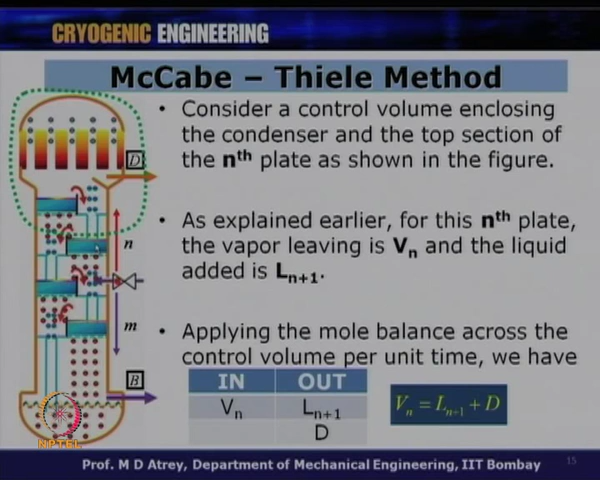 CRYOGENIC ENGINEERING
McCabe – Thiele Method
• Consider a control volume enclosing
the condenser and the top section of
the nth plate as shown in the figure.
• As explained earlier, for this nth plate,
the vapor leaving is Vn and the liquid
added is Ln+1.
• Applying the mole balance across the
control volume per unit time, we have
D
n
m
B
IN OUT
Vn Ln+1
D
Vn = Ln+1 + D
NPTEL
Prof. M D Atrey, Department of Mechanical Engineering, IIT Bombay
15